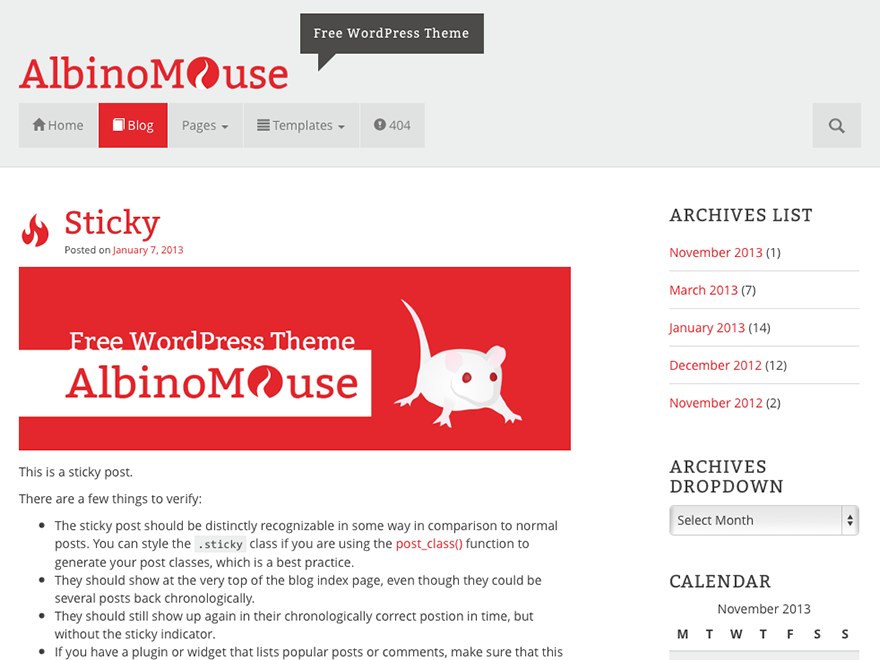 Free WordPress Theme
AlbinoMouse
Home Blog Pages Templates 404
Sticky
Posted on January 7, 2013
Free WordPress Theme
AlbinoMouse
This is a sticky post.
There are a few things to verify:
The sticky post should be distinctly recognizable in some way in comparison to normal
posts. You can style the .sticky class if you are using the post_class() function to
generate your post classes, which is a best practice.
They should show at the very top of the blog index page, even though they could be
several posts back chronologically.
They should still show up again in their chronologically correct postion in time, but
without the sticky indicator.
If you have a plugin or widget that lists popular posts or comments, make sure that this
ARCHIVES LIST
November 2013 (1)
March 2013 (7)
January 2013 (14)
December 2012 (12)
November 2012 (2)
ARCHIVES
DROPDOWN
Select Month
CALENDAR
November 2013
M T W T F S S